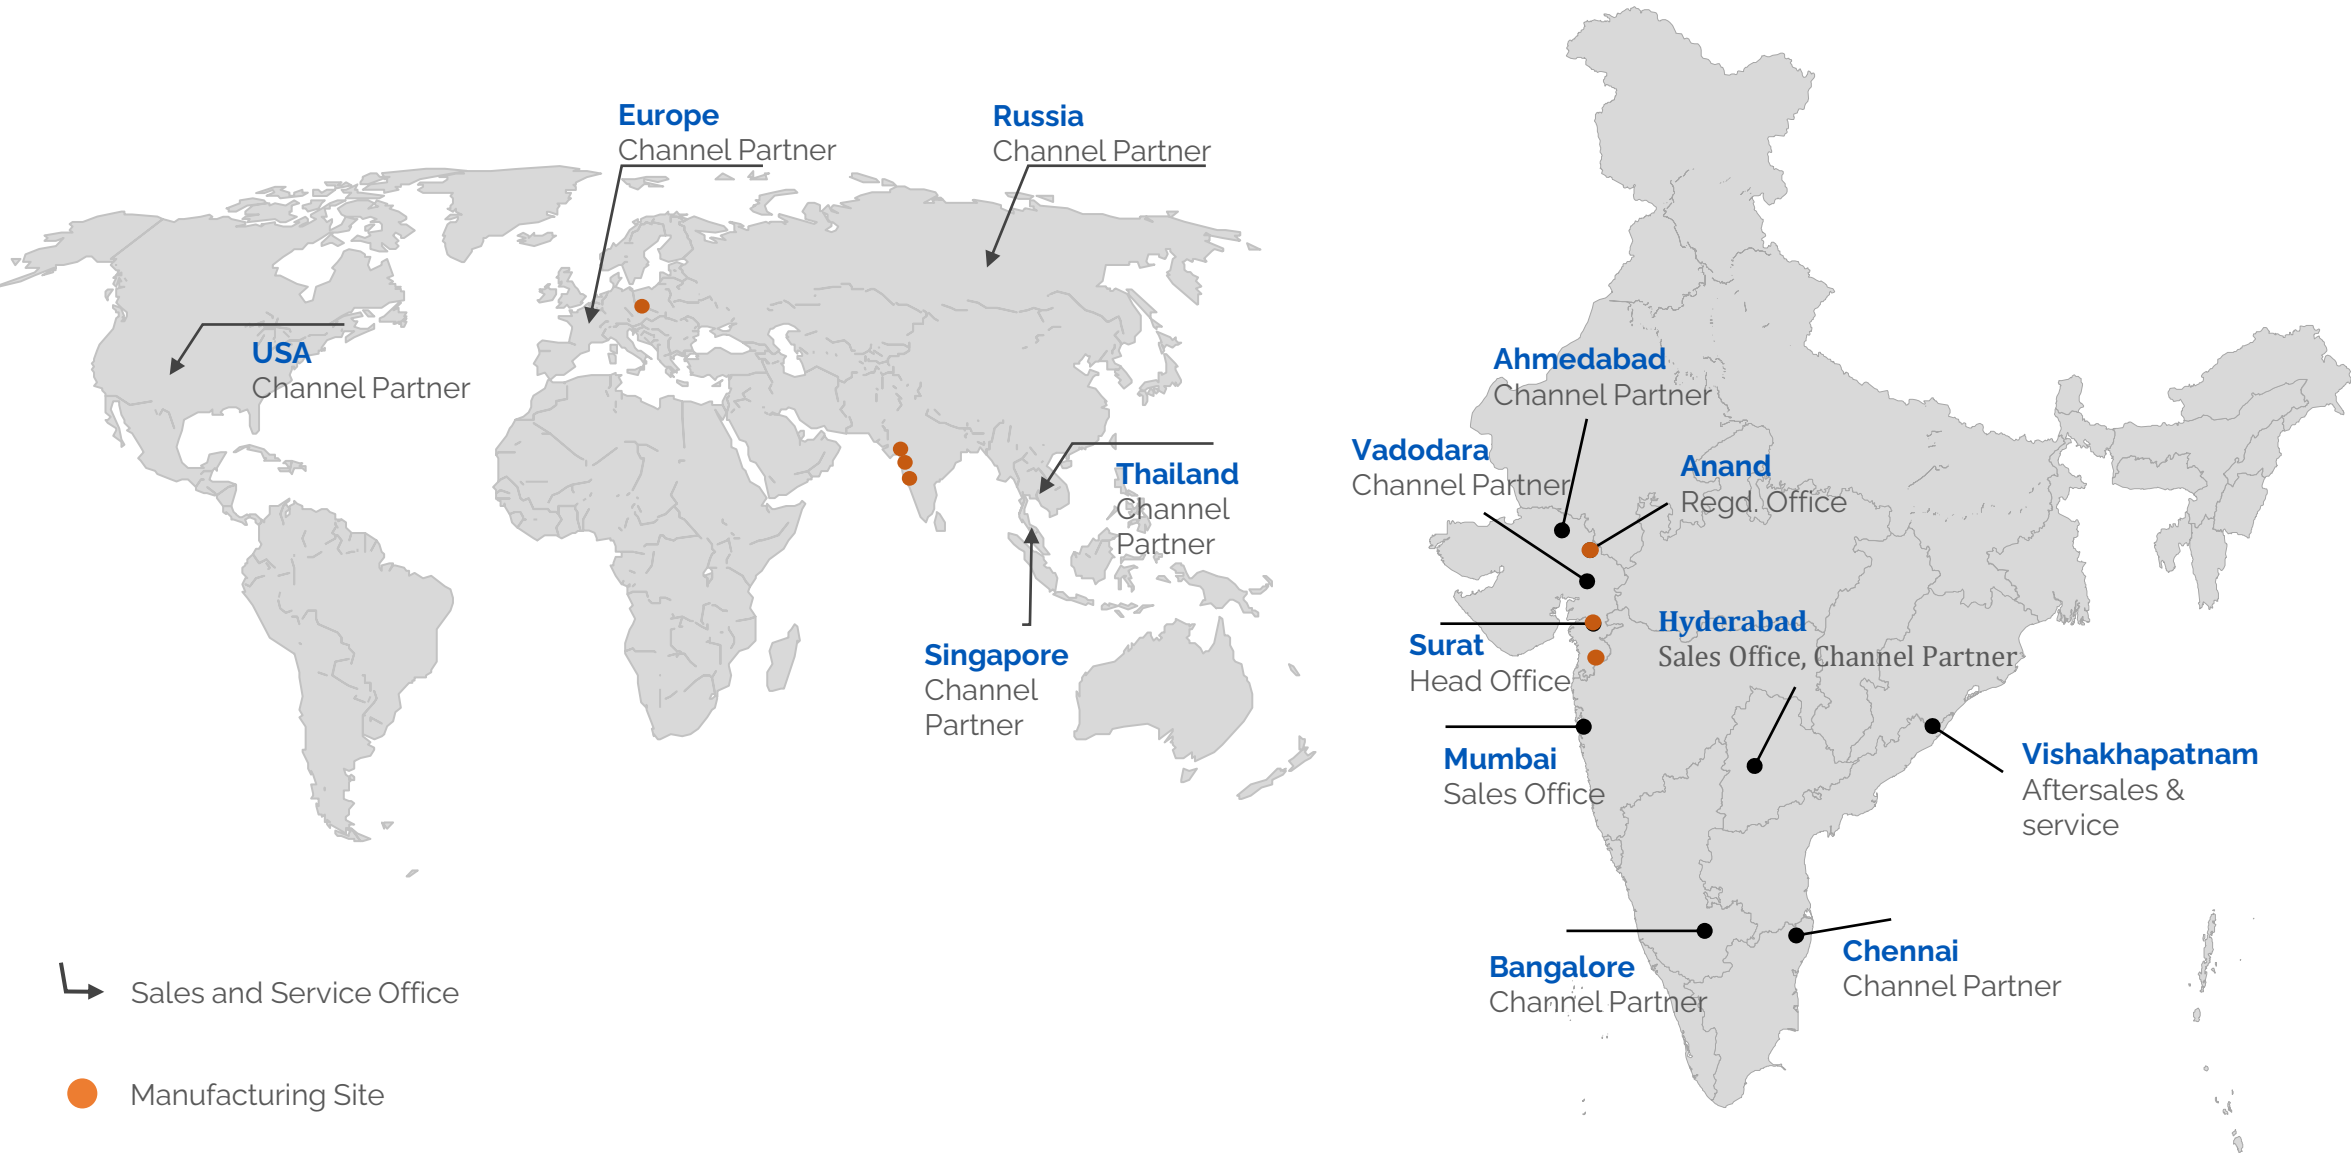 Europe
Channel Partner
Russia
Channel Partner
USA
Channel Partner
Thailand
Channel
Partner
Singapore
Channel
Partner
Sales and Service Office
Manufacturing Site
Ahmedabad
Channel Partner
Vadodara
Channel Partner
Anand
Regd. Office
Surat
Head Office
Hyderabad
Sales Office, Channel Partner
Mumbai
Sales Office
Vishakhapatnam
Aftersales &
service
Bangalore
Channel Partner
Chennai
Channel Partner